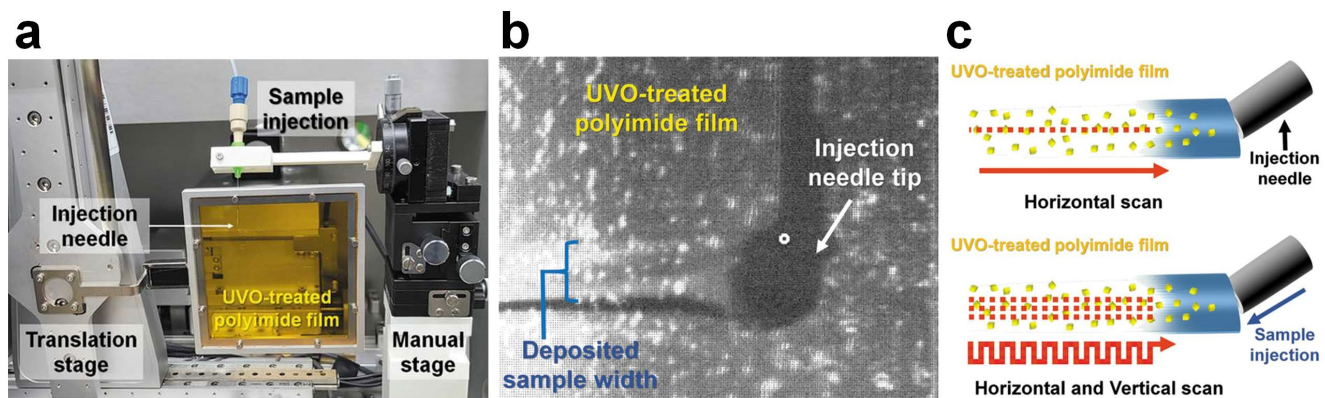 a
Sample
injection
Injection
needle
UVO-treated
polyimide film
Translation
stage
Manual
stage
b
UVO-treated
polyimide film
Injection
needle tip
Deposited
sample width
c
UVO-treated polyimide film
Injection
needle
Horizontal scan
UVO-treated polyimide film
Sample
injection
Horizontal and Vertical scan